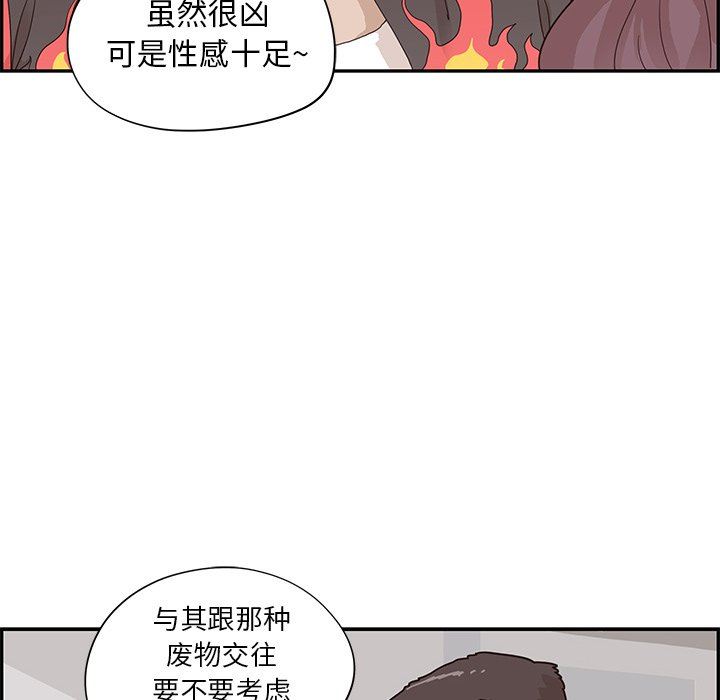 虽然很凶
可是性感十足~
与其跟那种
废物交往
要不要考虑